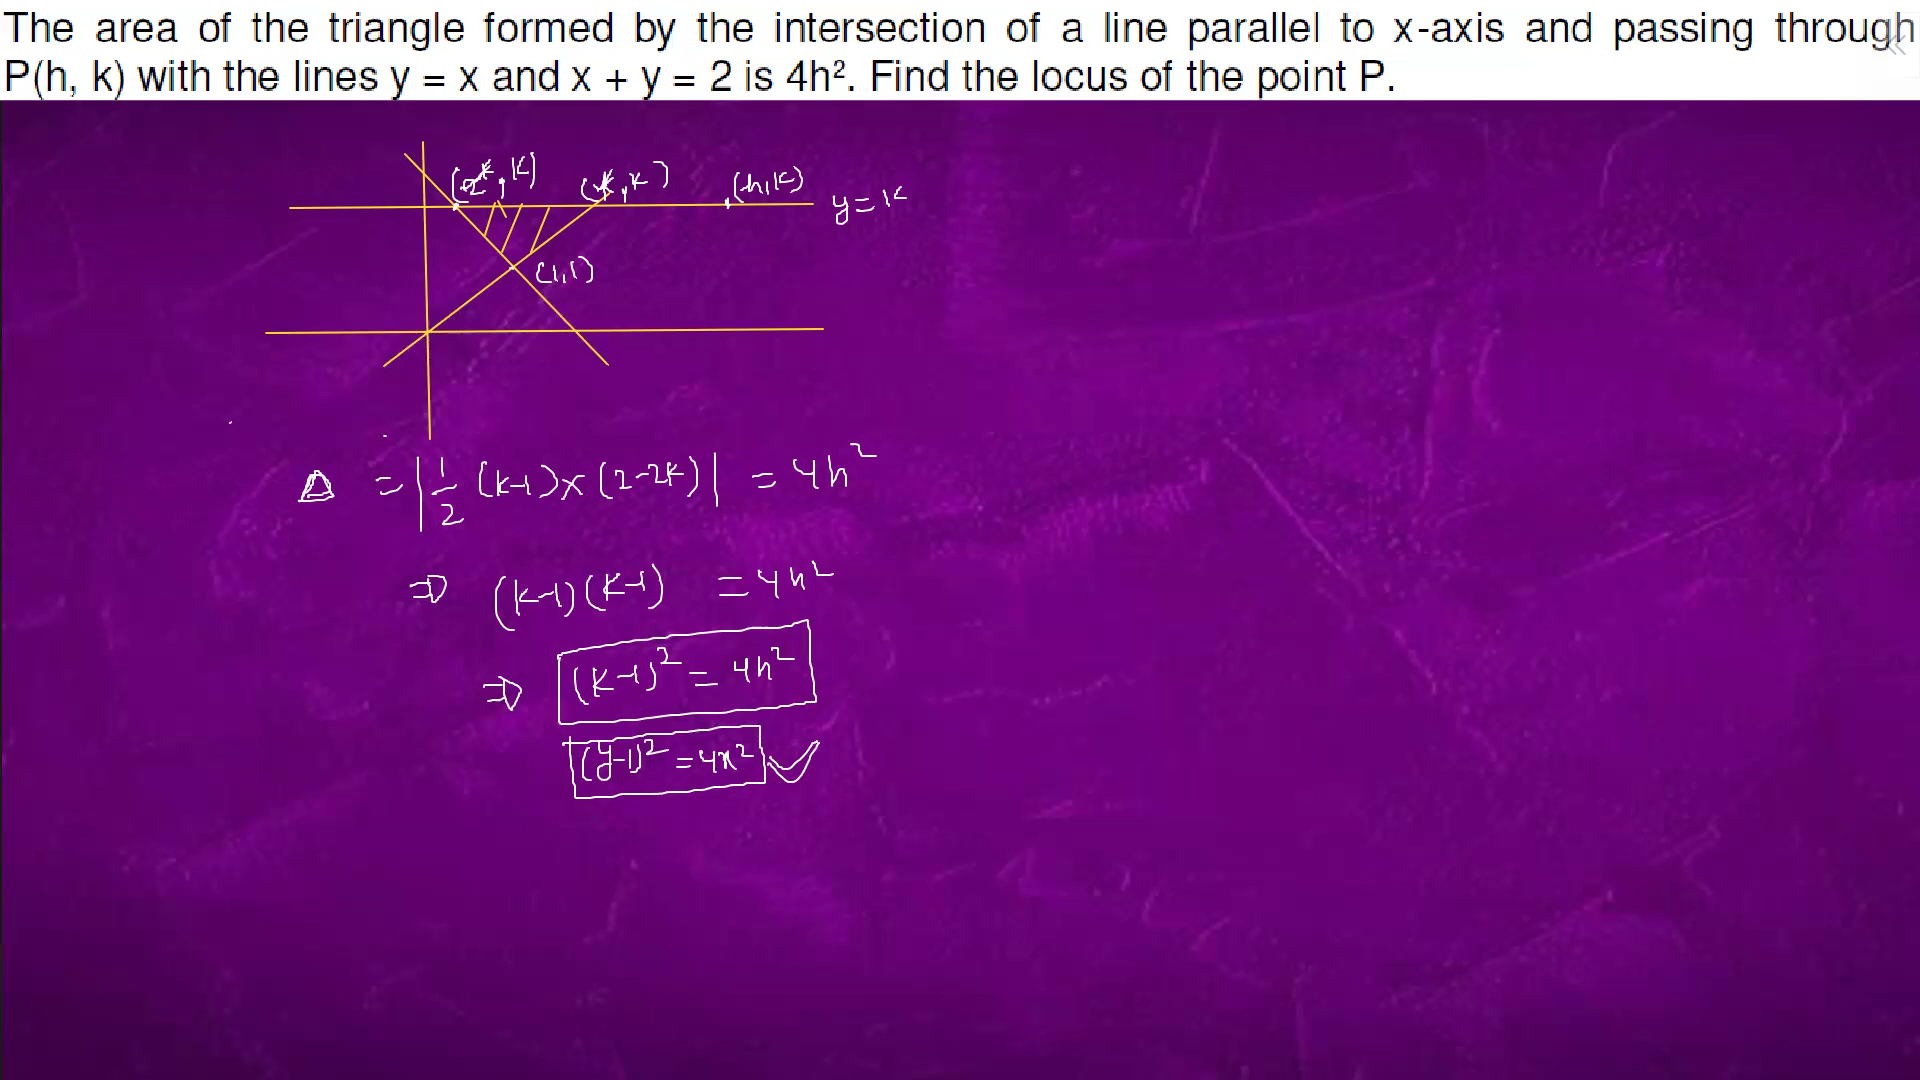 The area of the triangle formed by the intersection of a line parallel to x-axis and passing through
P(h, k) with the lines y = x and x + y = 2 is 4h². Find the locus of the point P.
(2-k, k) (k, k) (h,k) y=k
(1,1)
Δ = |1/2 (k-1)×(2-2k)| = 4h²
⇒ (k-1)(k-1) = 4h²
⇒ (k-1)² = 4h²
(y-1)² = 4x²